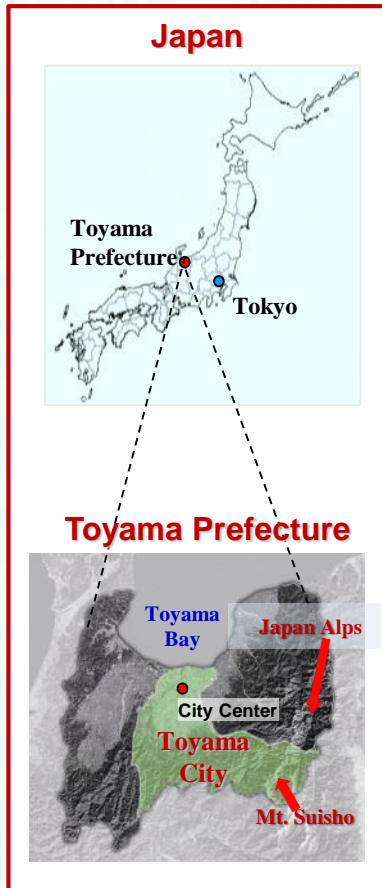 Japan
Toyama
Prefecture
Tokyo
Toyama Prefecture
Toyama
Bay
Japan Alps
City Center
Toyama
City
Mt. Suisho